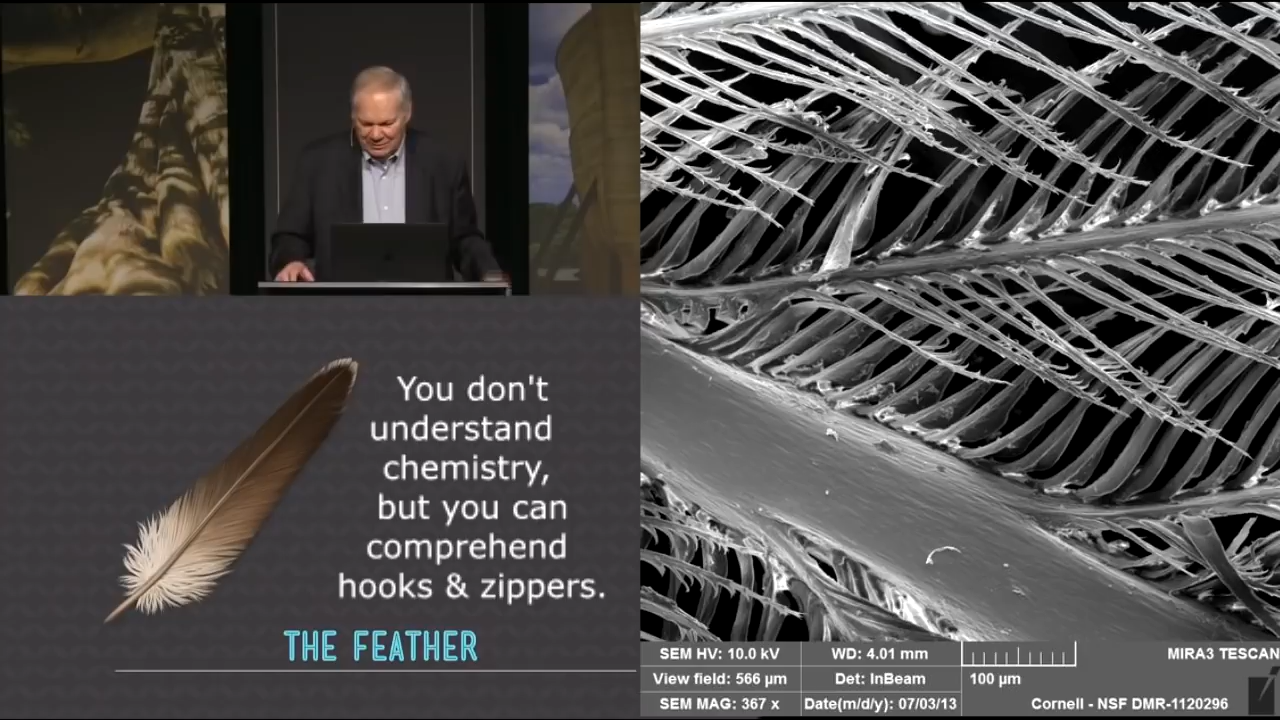 You don't
understand
chemistry,
but you can
comprehend
hooks & zippers.
THE FEATHER
SEM HV: 10.0 kV
WD: 4.01 mm
MIRA3 TESCAN
View field: 566 µm
Det: InBeam
100 µm
SEM MAG: 367 x
Date(m/d/y): 07/03/13
Cornell - NSF DMR-1120296